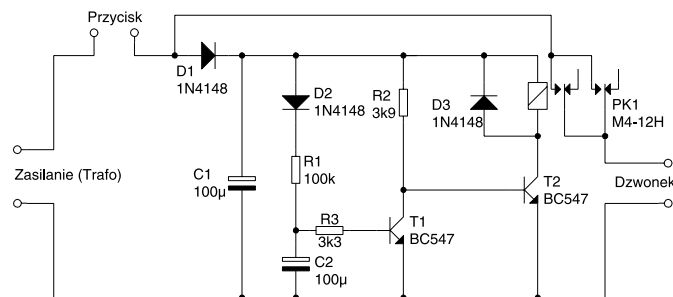 Przycisk
D1
1N4148
D2
1N4148
R2
3k9
D3
1N4148
PK1
M4-12H
Zasilanie (Trafo)
C1
100µ
R1
100k
R3
3k3
T1
BC547
T2
BC547
Dzwonek
C2
100µ